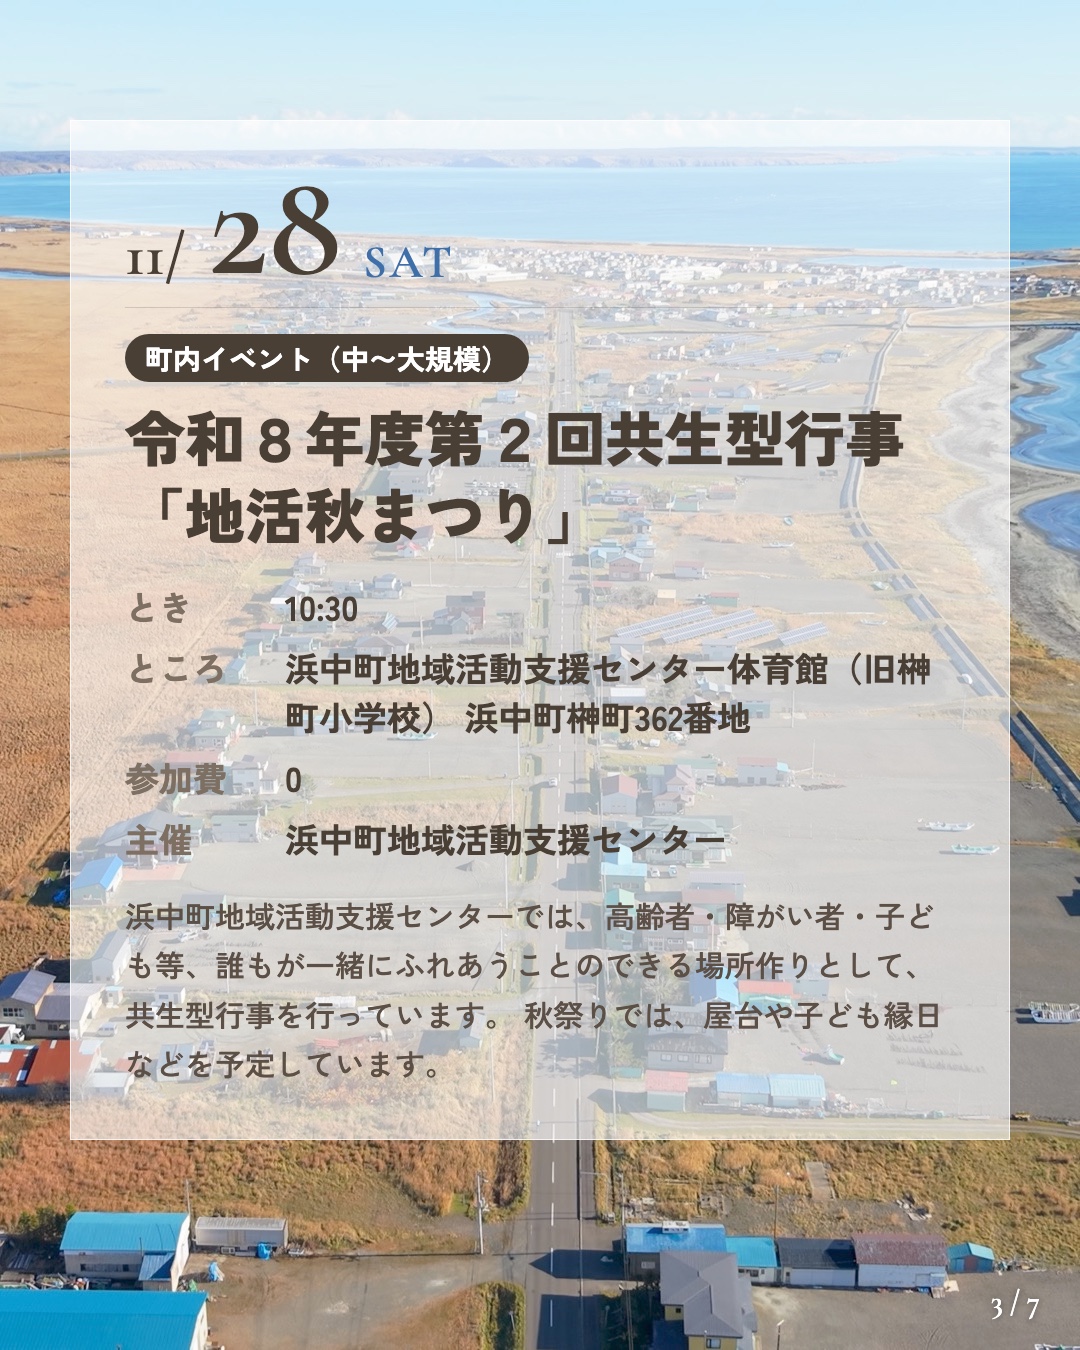 11/ 28 SAT
町内イベント（中〜大規模）
令和８年度第２回共生型行事
「地活秋まつり」
とき 10:30
ところ 浜中町地域活動支援センター体育館（旧榊
町小学校） 浜中町榊町362番地
参加費 0
主催 浜中町地域活動支援センター
浜中町地域活動支援センターでは、高齢者・障がい者・子ど
も等、誰もが一緒にふれあうことのできる場所作りとして、
共生型行事を行っています。 秋祭りでは、屋台や子ども縁日
などを予定しています。
3/7